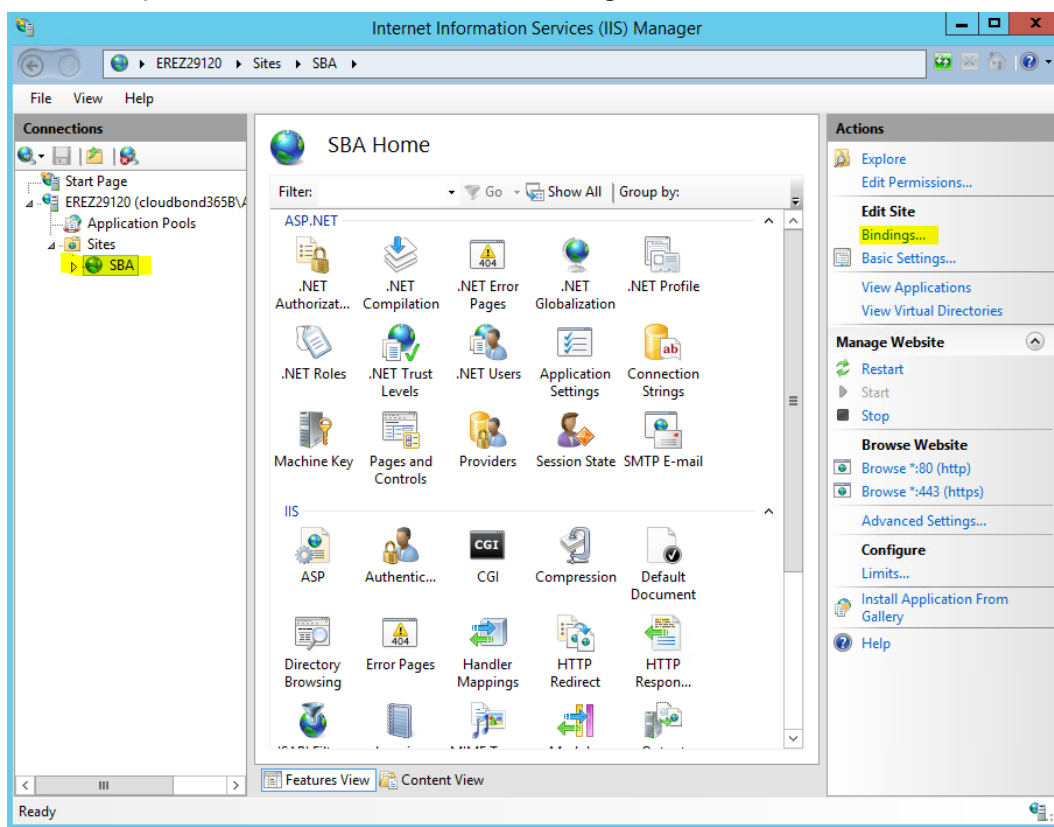 Internet Information Services (IIS) Manager
EREZ29120 Sites SBA
File View Help
Connections
Start Page
EREZ29120 (cloudbond365B\A
Application Pools
Sites
SBA
SBA Home
Filter: Go Show All Group by:
ASP.NET
.NET Authorizat...
.NET Compilation
.NET Error Pages
.NET Globalization
.NET Profile
.NET Roles
.NET Trust Levels
.NET Users
Application Settings
Connection Strings
Machine Key
Pages and Controls
Providers
Session State
SMTP E-mail
IIS
ASP
Authentic...
CGI
Compression
Default Document
Directory Browsing
Error Pages
Handler Mappings
HTTP Redirect
HTTP Respon...
Features View Content View
Actions
Explore
Edit Permissions...
Edit Site
Bindings...
Basic Settings...
View Applications
View Virtual Directories
Manage Website
Restart
Start
Stop
Browse Website
Browse *:80 (http)
Browse *:443 (https)
Advanced Settings...
Configure
Limits...
Install Application From
Gallery
Help
Ready